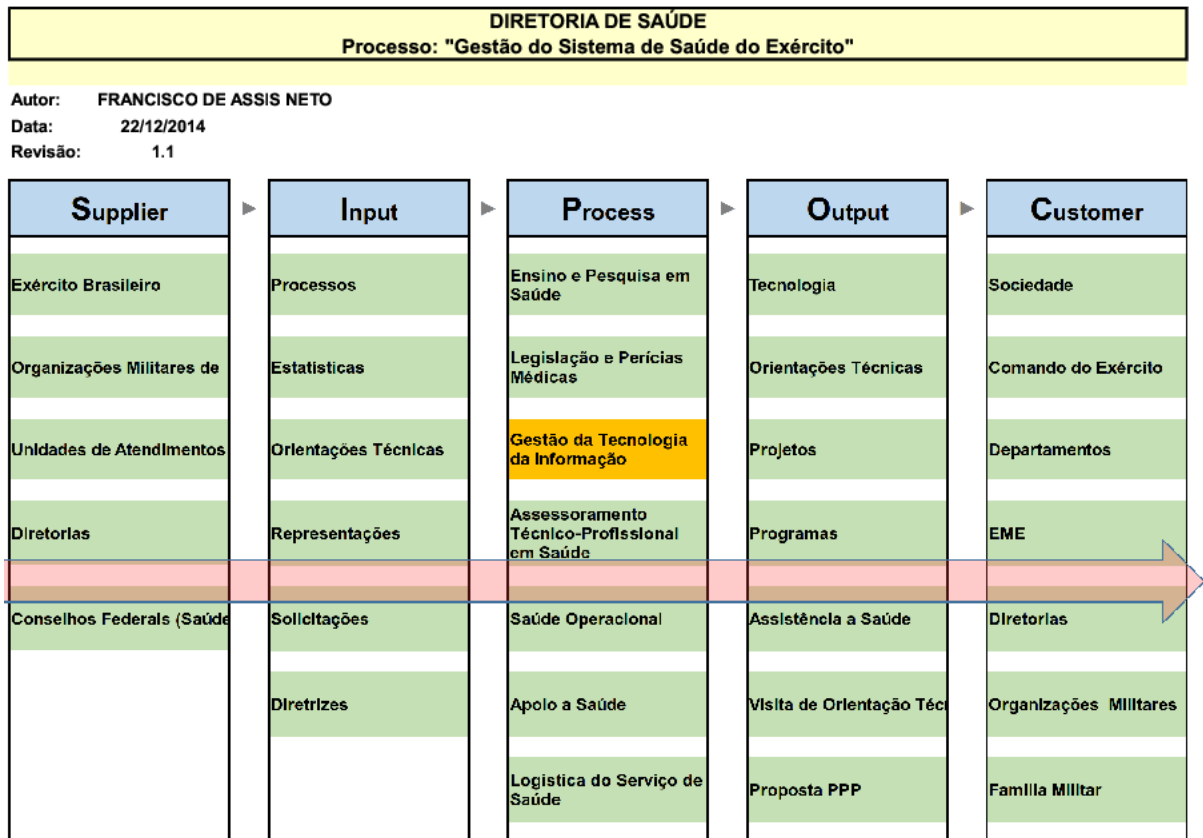 DIRETORIA DE SAÚDE
Processo: "Gestão do Sistema de Saúde do Exército"
Autor: FRANCISCO DE ASSIS NETO
Data: 22/12/2014
Revisão: 1.1
Supplier
Exército Brasileiro
Organizações Militares de
Unidades de Atendimentos
Diretorias
Conselhos Federais (Saúde
Input
Processos
Estatisticas
Orientações Técnicas
Representações
Solicitações
Diretrizes
Process
Ensino e Pesquisa em
Saúde
Legislação e Perícias
Médicas
Gestão da Tecnologia
da Informação
Assessoramento
Técnico-Profissional
em Saúde
Saúde Operacional
Apoio a Saúde
Logistica do Serviço de
Saúde
Output
Tecnologia
Orientações Técnicas
Projetos
Programas
Assistência a Saúde
Visita de Orientação Técn
Proposta PPP
Customer
Sociedade
Comando do Exército
Departamentos
EME
Diretorias
Organizações Militares
Familia Militar